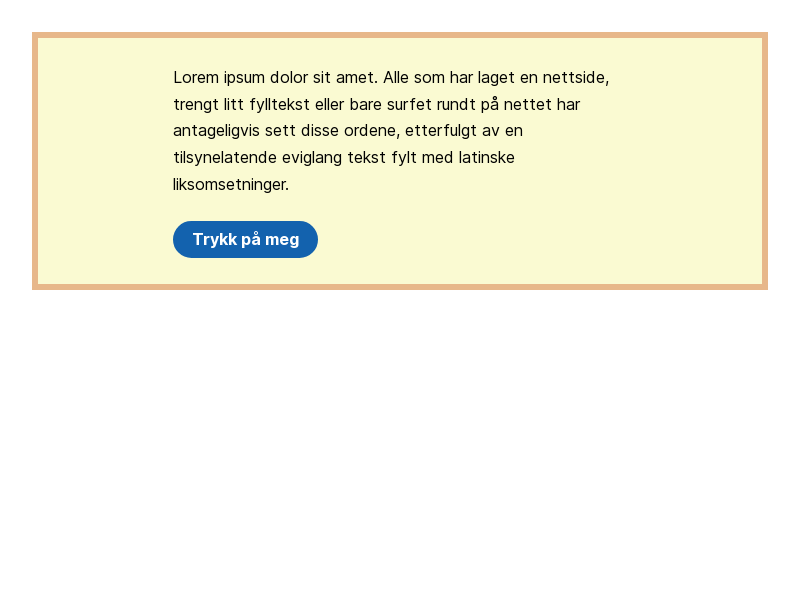 Lorem ipsum dolor sit amet. Alle som har laget en nettside,
trengt litt fylltekst eller bare surfet rundt på nettet har
antageligvis sett disse ordene, etterfulgt av en
tilsynelatende eviglang tekst fylt med latinske
liksomsetninger.
Trykk på meg